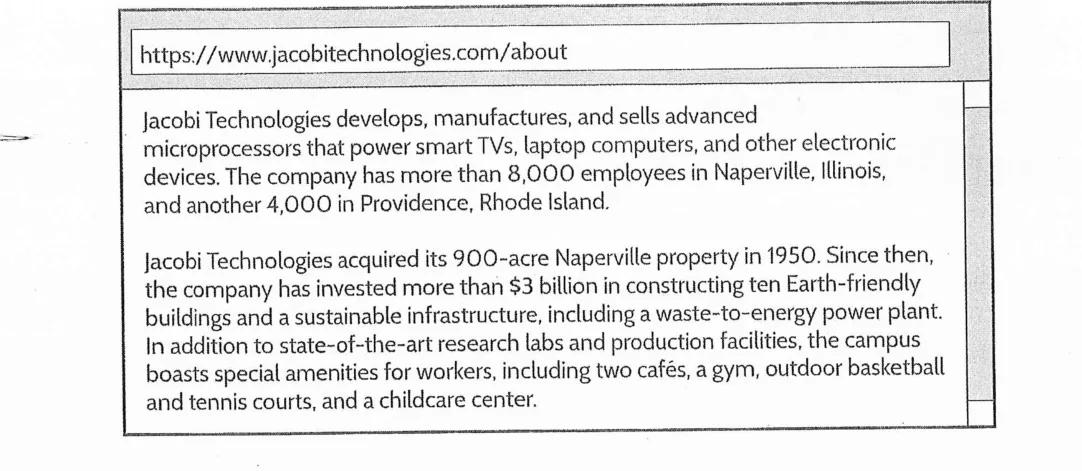 https://www.jacobitechnologies.com/about
Jacobi Technologies develops, manufactures, and sells advanced
microprocessors that power smart TVs, laptop computers, and other electronic
devices. The company has more than 8,000 employees in Naperville, Illinois,
and another 4,000 in Providence, Rhode Island.
Jacobi Technologies acquired its 900-acre Naperville property in 1950. Since then,
the company has invested more than $3 billion in constructing ten Earth-friendly
buildings and a sustainable infrastructure, including a waste-to-energy power plant.
In addition to state-of-the-art research labs and production facilities, the campus
boasts special amenities for workers, including two cafés, a gym, outdoor basketball
and tennis courts, and a childcare center.